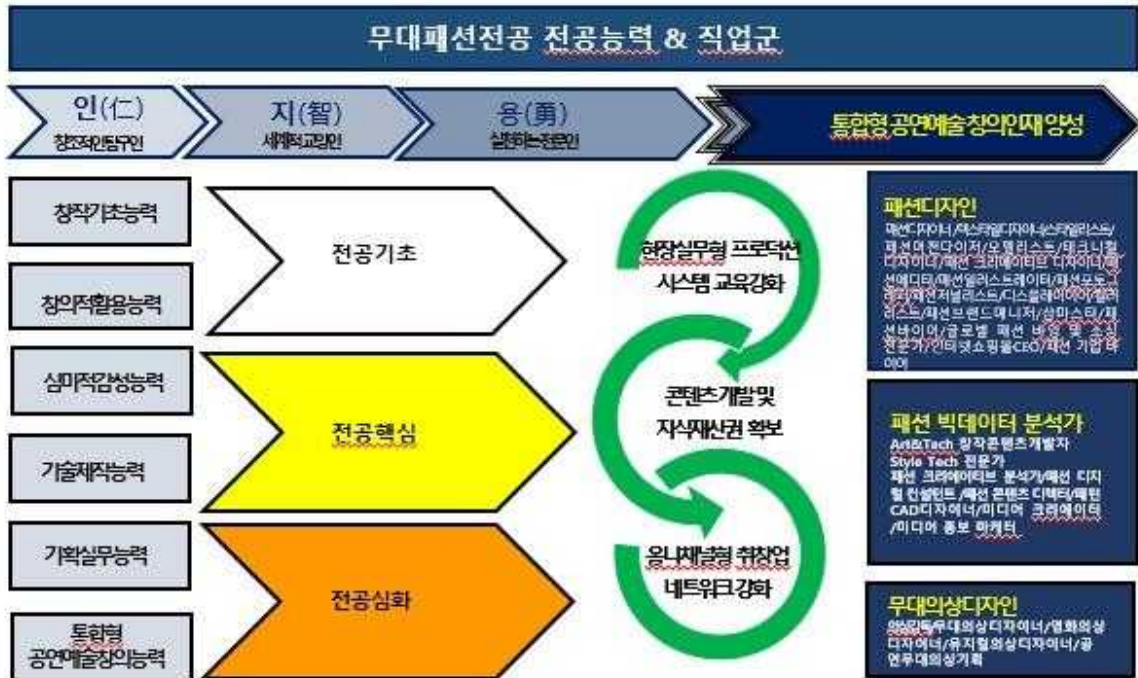 무대패션전공 전공능력 & 직업군
인(仁)
창조적인탐구인
지(智)
세계적교양인
용(勇)
실천하는전문인
통합형 공연예술 창의인재 양성
창작기초능력
창의적활용능력
심미적감성능력
기술제작능력
기획실무능력
통합형
공연예술창의능력
전공기초
전공핵심
전공심화
현장실무형 프로덕션
시스템 교육강화
콘텐츠개발 및
지식재산권 확보
옴니채널형 취창업
네트워크 강화
패션디자인
패션디자이너/텍스타일디자이너/스타일리스트/
패션머천다이저/모델리스트/테크니컬
디자이너/패션 크리에이티브 디자이너/패
션에디터/패션일러스트레이터/패션포토그
래퍼/패션저널리스트/디스플레이어/컬러
리스트/패션브랜드매니저/샵마스터/패
션바이어/글로벌 패션 바잉 및 소싱
전문가/인터넷쇼핑몰CEO/패션 기업 바
이어
패션 빅데이터 분석가
Art&Tech 창작콘텐츠개발자
Style Tech 전문가
패션 크리에이티브 분석가/패션 디지
털 컨설턴트/패션 콘텐츠 디렉터/패턴
CAD디자이너/미디어 크리에이터
/미디어 홍보 마케터
무대의상디자인
의상감독/무대의상디자이너/영화의상
디자이너/뮤지컬의상디자이너/공
연무대의상기획